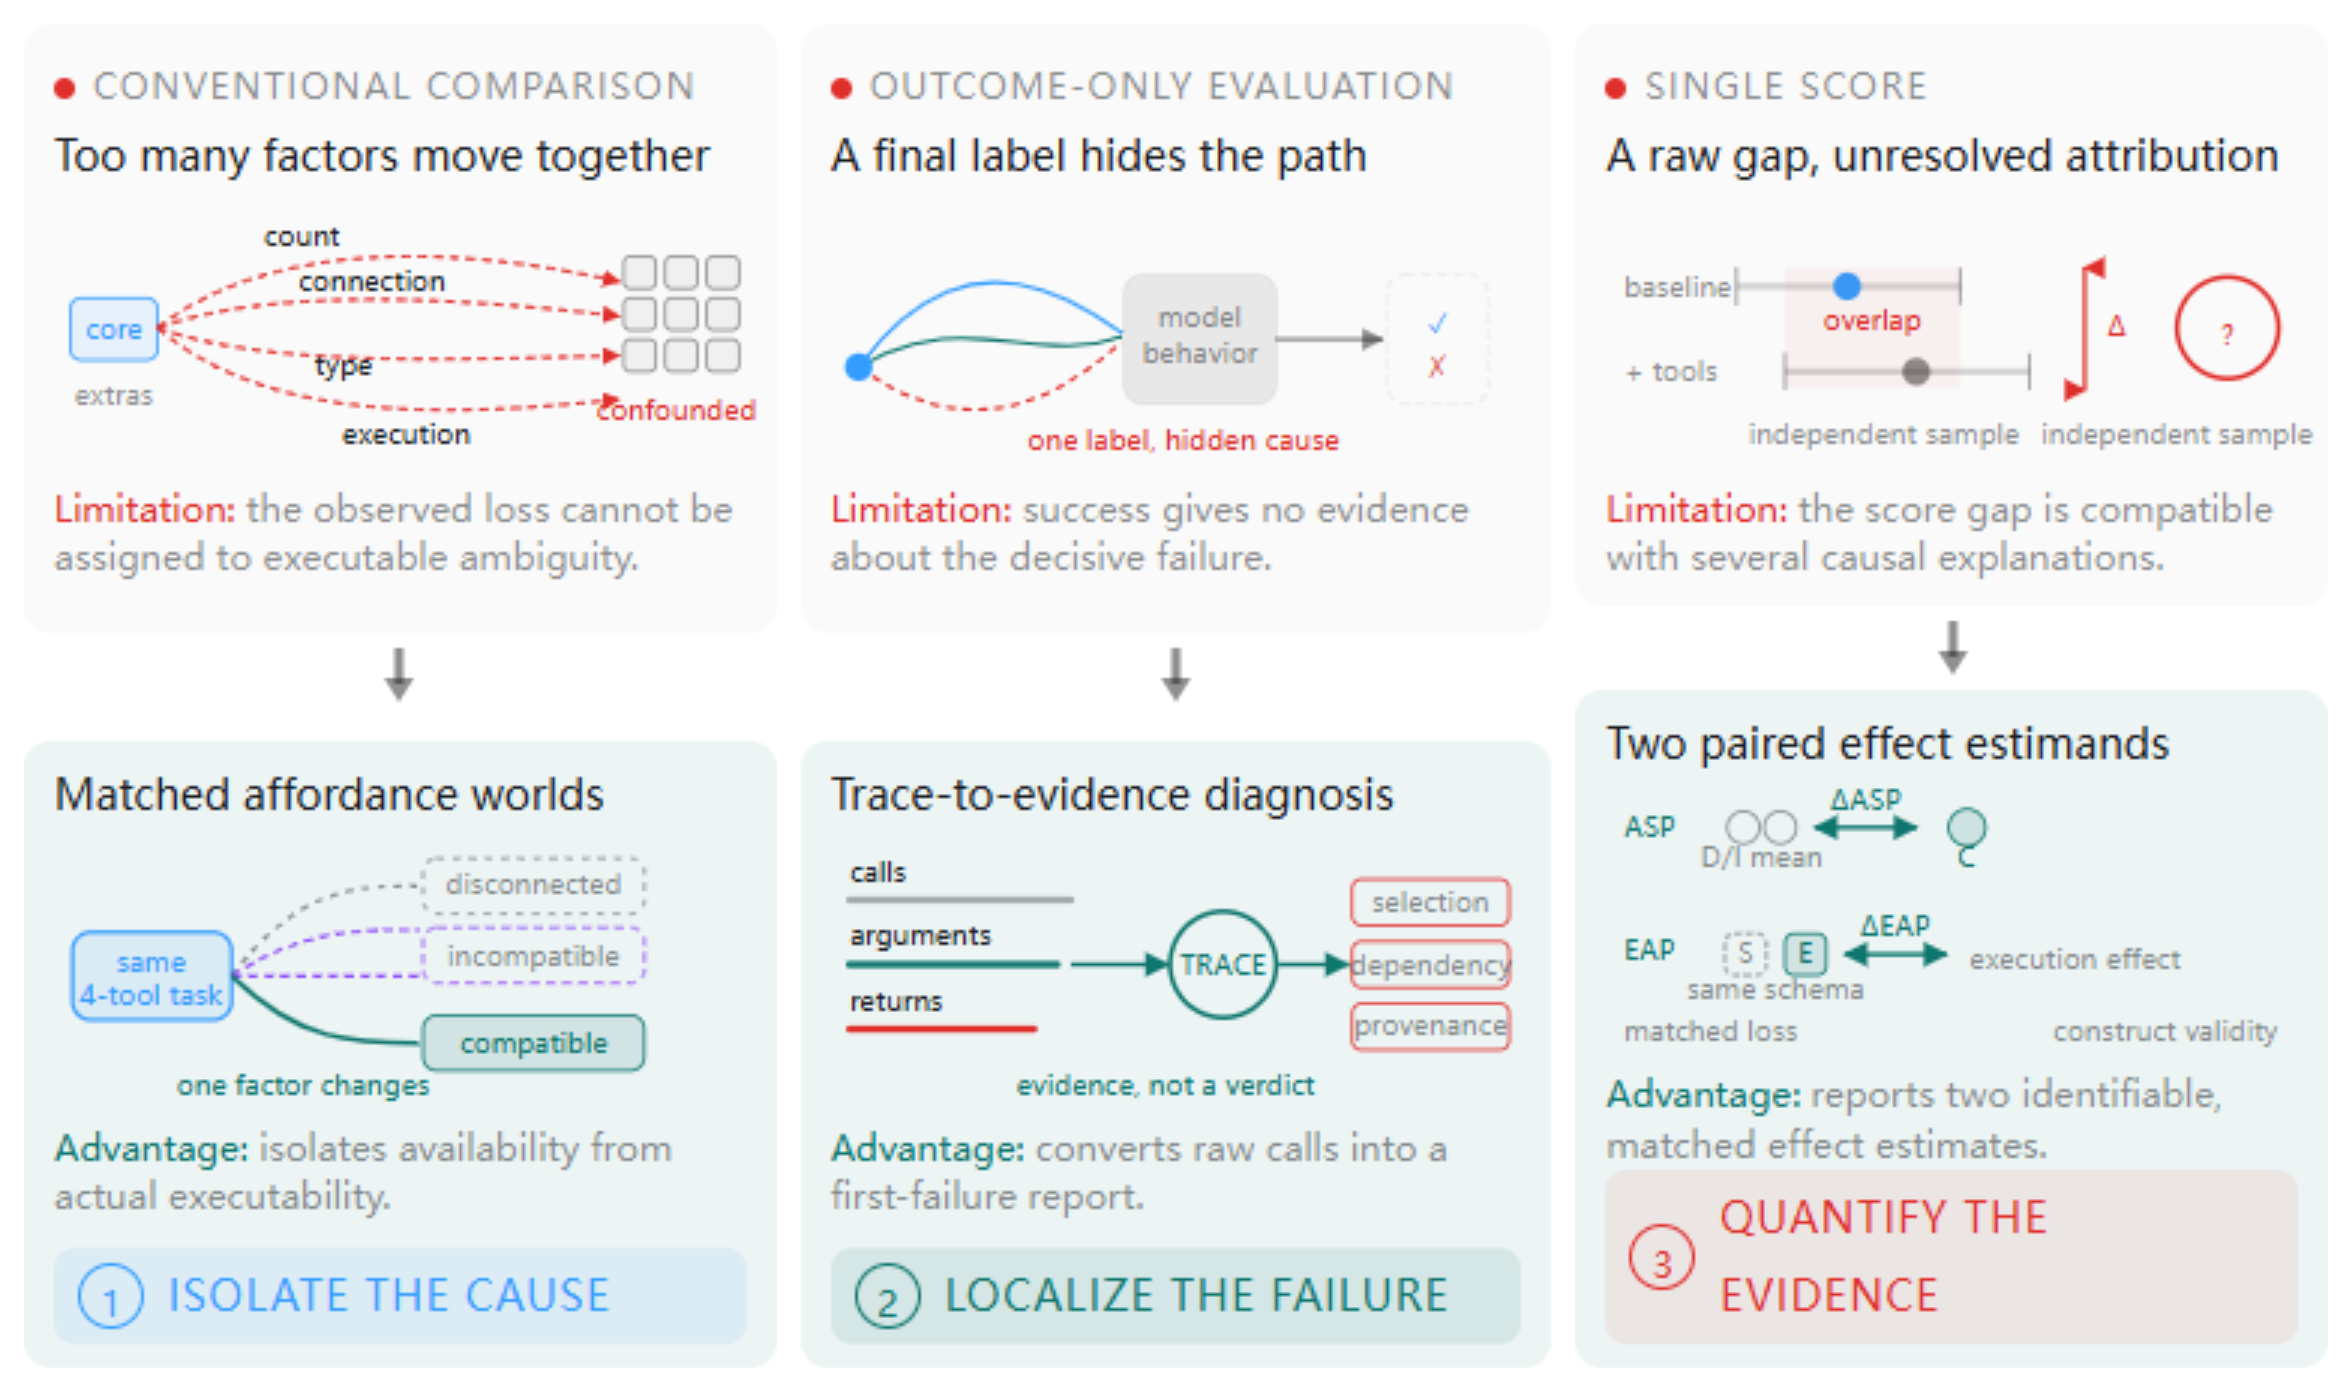 CONVENTIONAL COMPARISON
Too many factors move together
count
connection
core
type
extras
confounded
execution
Limitation: the observed loss cannot be
assigned to executable ambiguity.
OUTCOME-ONLY EVALUATION
A final label hides the path
model
behavior
✓
✗
one label, hidden cause
Limitation: success gives no evidence
about the decisive failure.
SINGLE SCORE
A raw gap, unresolved attribution
baseline
overlap
Δ
?
+ tools
independent sample
independent sample
Limitation: the score gap is compatible
with several causal explanations.
Matched affordance worlds
disconnected
same
4-tool task
incompatible
compatible
one factor changes
Advantage: isolates availability from
actual executability.
1 ISOLATE THE CAUSE
Trace-to-evidence diagnosis
calls
arguments
returns
TRACE
selection
dependency
provenance
evidence, not a verdict
Advantage: converts raw calls into a
first-failure report.
2 LOCALIZE THE FAILURE
Two paired effect estimands
ASP
ΔASP
D/I mean
C
EAP
S
E
ΔEAP
execution effect
same schema
matched loss
construct validity
Advantage: reports two identifiable,
matched effect estimates.
3 QUANTIFY THE
EVIDENCE